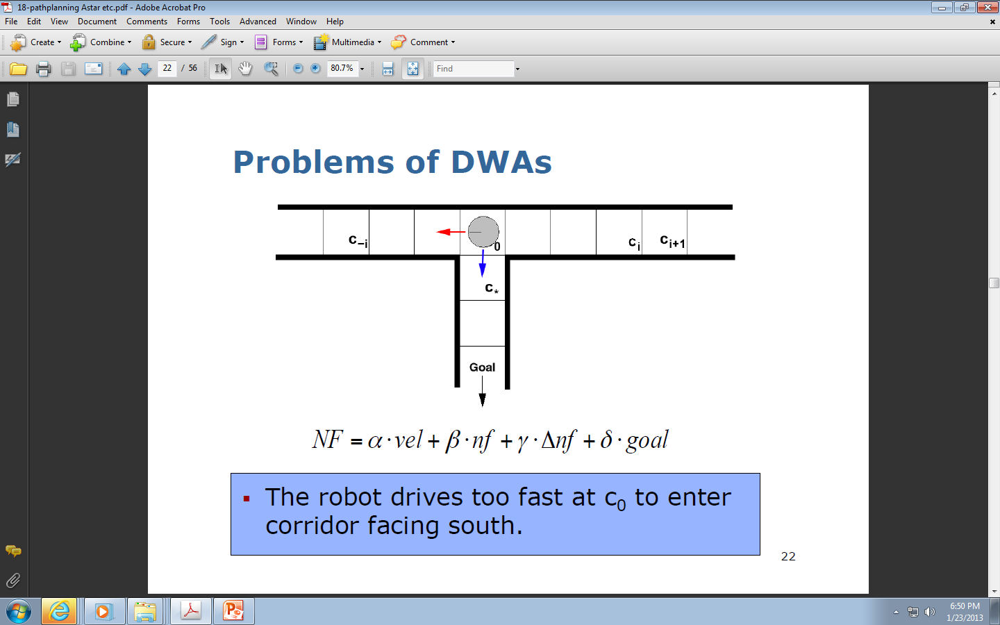 18-pathplanning Astar etc.pdf - Adobe Acrobat Pro
File Edit View Document Comments Forms Tools Advanced Window Help
Create Combine Secure Sign Forms Multimedia Comment
22 / 56 80.7% Find
Problems of DWAs
c−i 0 ci ci+1
c*
Goal
NF = α · vel + β · nf + γ · Δnf + δ · goal
▪ The robot drives too fast at c0 to enter
corridor facing south.
22
6:50 PM
1/23/2013